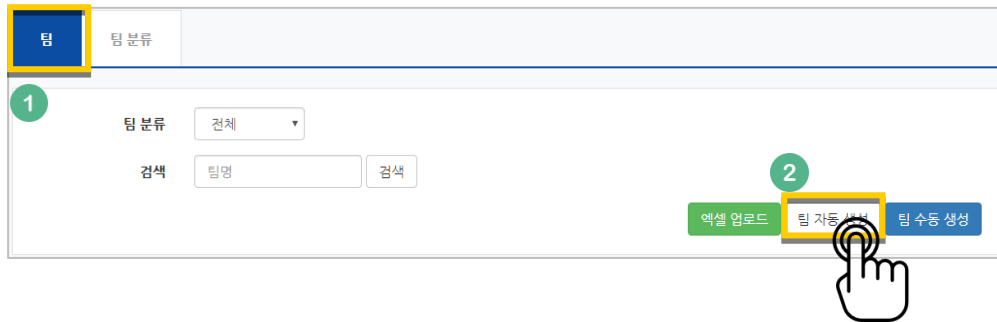 팀
팀 분류
1
팀 분류 전체
검색 팀명 검색
2
엑셀 업로드 팀 자동 생성 팀 수동 생성